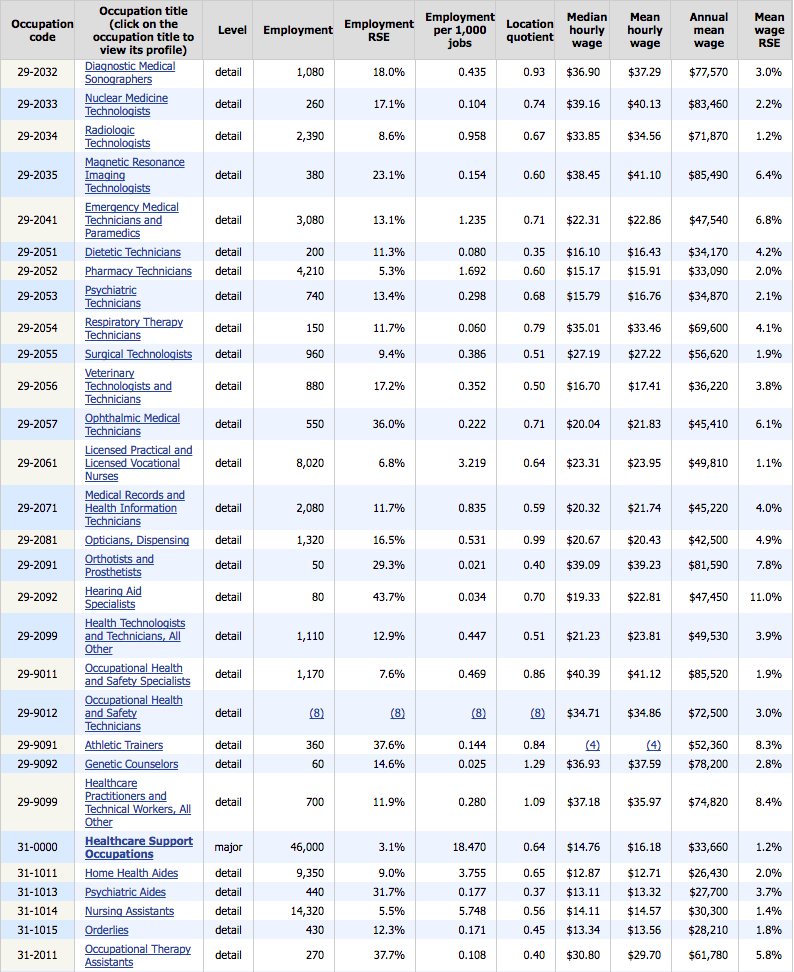 Occupation code | Occupation title (click on the occupation title to view its profile) | Level | Employment | Employment RSE | Employment per 1,000 jobs | Location quotient | Median hourly wage | Mean hourly wage | Annual mean wage | Mean wage RSE
29-2032 | Diagnostic Medical Sonographers | detail | 1,080 | 18.0% | 0.435 | 0.93 | $36.90 | $37.29 | $77,570 | 3.0%
29-2033 | Nuclear Medicine Technologists | detail | 260 | 17.1% | 0.104 | 0.74 | $39.16 | $40.13 | $83,460 | 2.2%
29-2034 | Radiologic Technologists | detail | 2,390 | 8.6% | 0.958 | 0.67 | $33.85 | $34.56 | $71,870 | 1.2%
29-2035 | Magnetic Resonance Imaging Technologists | detail | 380 | 23.1% | 0.154 | 0.60 | $38.45 | $41.10 | $85,490 | 6.4%
29-2041 | Emergency Medical Technicians and Paramedics | detail | 3,080 | 13.1% | 1.235 | 0.71 | $22.31 | $22.86 | $47,540 | 6.8%
29-2051 | Dietetic Technicians | detail | 200 | 11.3% | 0.080 | 0.35 | $16.10 | $16.43 | $34,170 | 4.2%
29-2052 | Pharmacy Technicians | detail | 4,210 | 5.3% | 1.692 | 0.60 | $15.17 | $15.91 | $33,090 | 2.0%
29-2053 | Psychiatric Technicians | detail | 740 | 13.4% | 0.298 | 0.68 | $15.79 | $16.76 | $34,870 | 2.1%
29-2054 | Respiratory Therapy Technicians | detail | 150 | 11.7% | 0.060 | 0.79 | $35.01 | $33.46 | $69,600 | 4.1%
29-2055 | Surgical Technologists | detail | 960 | 9.4% | 0.386 | 0.51 | $27.19 | $27.22 | $56,620 | 1.9%
29-2056 | Veterinary Technologists and Technicians | detail | 880 | 17.2% | 0.352 | 0.50 | $16.70 | $17.41 | $36,220 | 3.8%
29-2057 | Ophthalmic Medical Technicians | detail | 550 | 36.0% | 0.222 | 0.71 | $20.04 | $21.83 | $45,410 | 6.1%
29-2061 | Licensed Practical and Licensed Vocational Nurses | detail | 8,020 | 6.8% | 3.219 | 0.64 | $23.31 | $23.95 | $49,810 | 1.1%
29-2071 | Medical Records and Health Information Technicians | detail | 2,080 | 11.7% | 0.835 | 0.59 | $20.32 | $21.74 | $45,220 | 4.0%
29-2081 | Opticians, Dispensing | detail | 1,320 | 16.5% | 0.531 | 0.99 | $20.67 | $20.43 | $42,500 | 4.9%
29-2091 | Orthotists and Prosthetists | detail | 50 | 29.3% | 0.021 | 0.40 | $39.09 | $39.23 | $81,590 | 7.8%
29-2092 | Hearing Aid Specialists | detail | 80 | 43.7% | 0.034 | 0.70 | $19.33 | $22.81 | $47,450 | 11.0%
29-2099 | Health Technologists and Technicians, All Other | detail | 1,110 | 12.9% | 0.447 | 0.51 | $21.23 | $23.81 | $49,530 | 3.9%
29-9011 | Occupational Health and Safety Specialists | detail | 1,170 | 7.6% | 0.469 | 0.86 | $40.39 | $41.12 | $85,520 | 1.9%
29-9012 | Occupational Health and Safety Technicians | detail | (8) | (8) | (8) | (8) | $34.71 | $34.86 | $72,500 | 3.0%
29-9091 | Athletic Trainers | detail | 360 | 37.6% | 0.144 | 0.84 | (4) | (4) | $52,360 | 8.3%
29-9092 | Genetic Counselors | detail | 60 | 14.6% | 0.025 | 1.29 | $36.93 | $37.59 | $78,200 | 2.8%
29-9099 | Healthcare Practitioners and Technical Workers, All Other | detail | 700 | 11.9% | 0.280 | 1.09 | $37.18 | $35.97 | $74,820 | 8.4%
31-0000 | Healthcare Support Occupations | major | 46,000 | 3.1% | 18.470 | 0.64 | $14.76 | $16.18 | $33,660 | 1.2%
31-1011 | Home Health Aides | detail | 9,350 | 9.0% | 3.755 | 0.65 | $12.87 | $12.71 | $26,430 | 2.0%
31-1013 | Psychiatric Aides | detail | 440 | 31.7% | 0.177 | 0.37 | $13.11 | $13.32 | $27,700 | 3.7%
31-1014 | Nursing Assistants | detail | 14,320 | 5.5% | 5.748 | 0.56 | $14.11 | $14.57 | $30,300 | 1.4%
31-1015 | Orderlies | detail | 430 | 12.3% | 0.171 | 0.45 | $13.34 | $13.56 | $28,210 | 1.8%
31-2011 | Occupational Therapy Assistants | detail | 270 | 37.7% | 0.108 | 0.40 | $30.80 | $29.70 | $61,780 | 5.8%